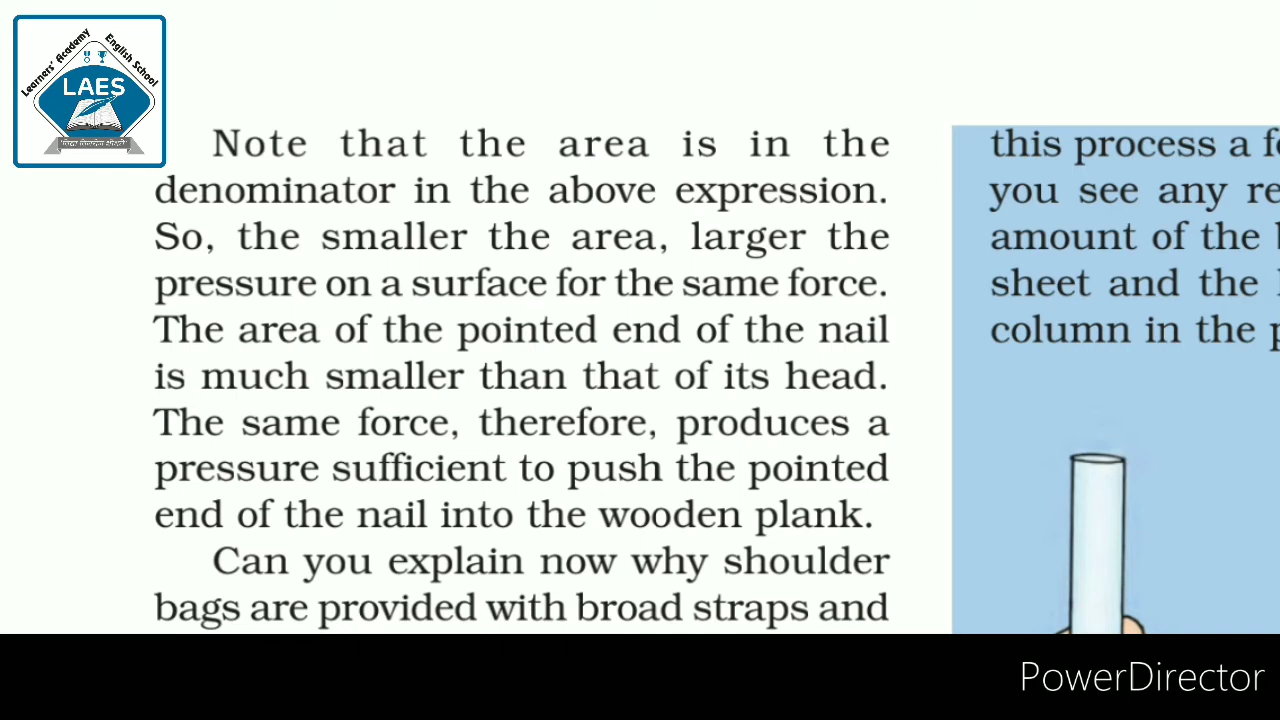 Learners' Academy English School
LAES
Note that the area is in the
denominator in the above expression.
So, the smaller the area, larger the
pressure on a surface for the same force.
The area of the pointed end of the nail
is much smaller than that of its head.
The same force, therefore, produces a
pressure sufficient to push the pointed
end of the nail into the wooden plank.
Can you explain now why shoulder
bags are provided with broad straps and
this process a
you see any
amount of the
sheet and the
column in the
PowerDirector